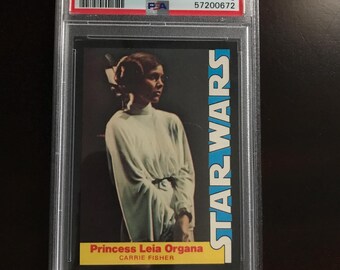 PSA
57200672
STAR WARS
Princess Leia Organa
CARRIE FISHER